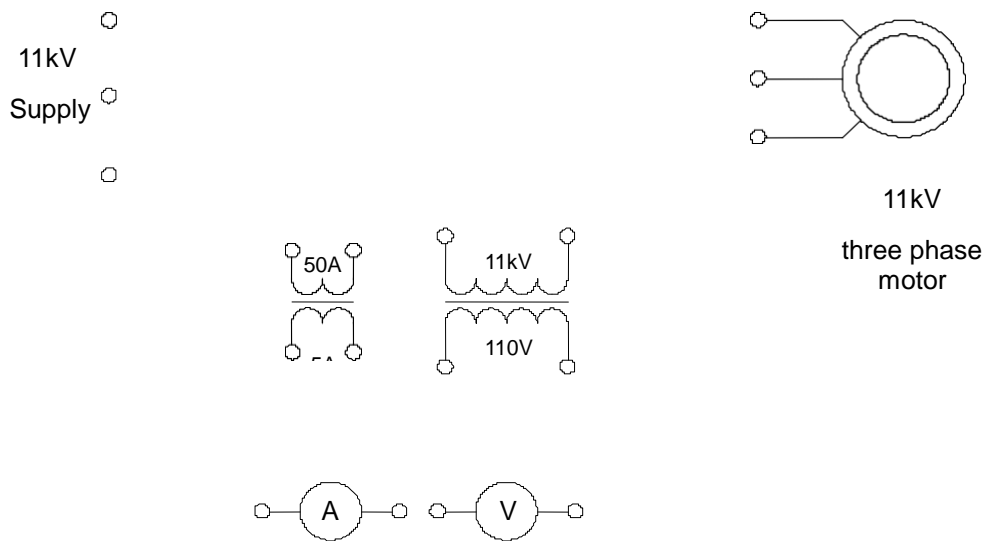 11kV
Supply
50A
11kV
110V
11kV
three phase
motor
A
V